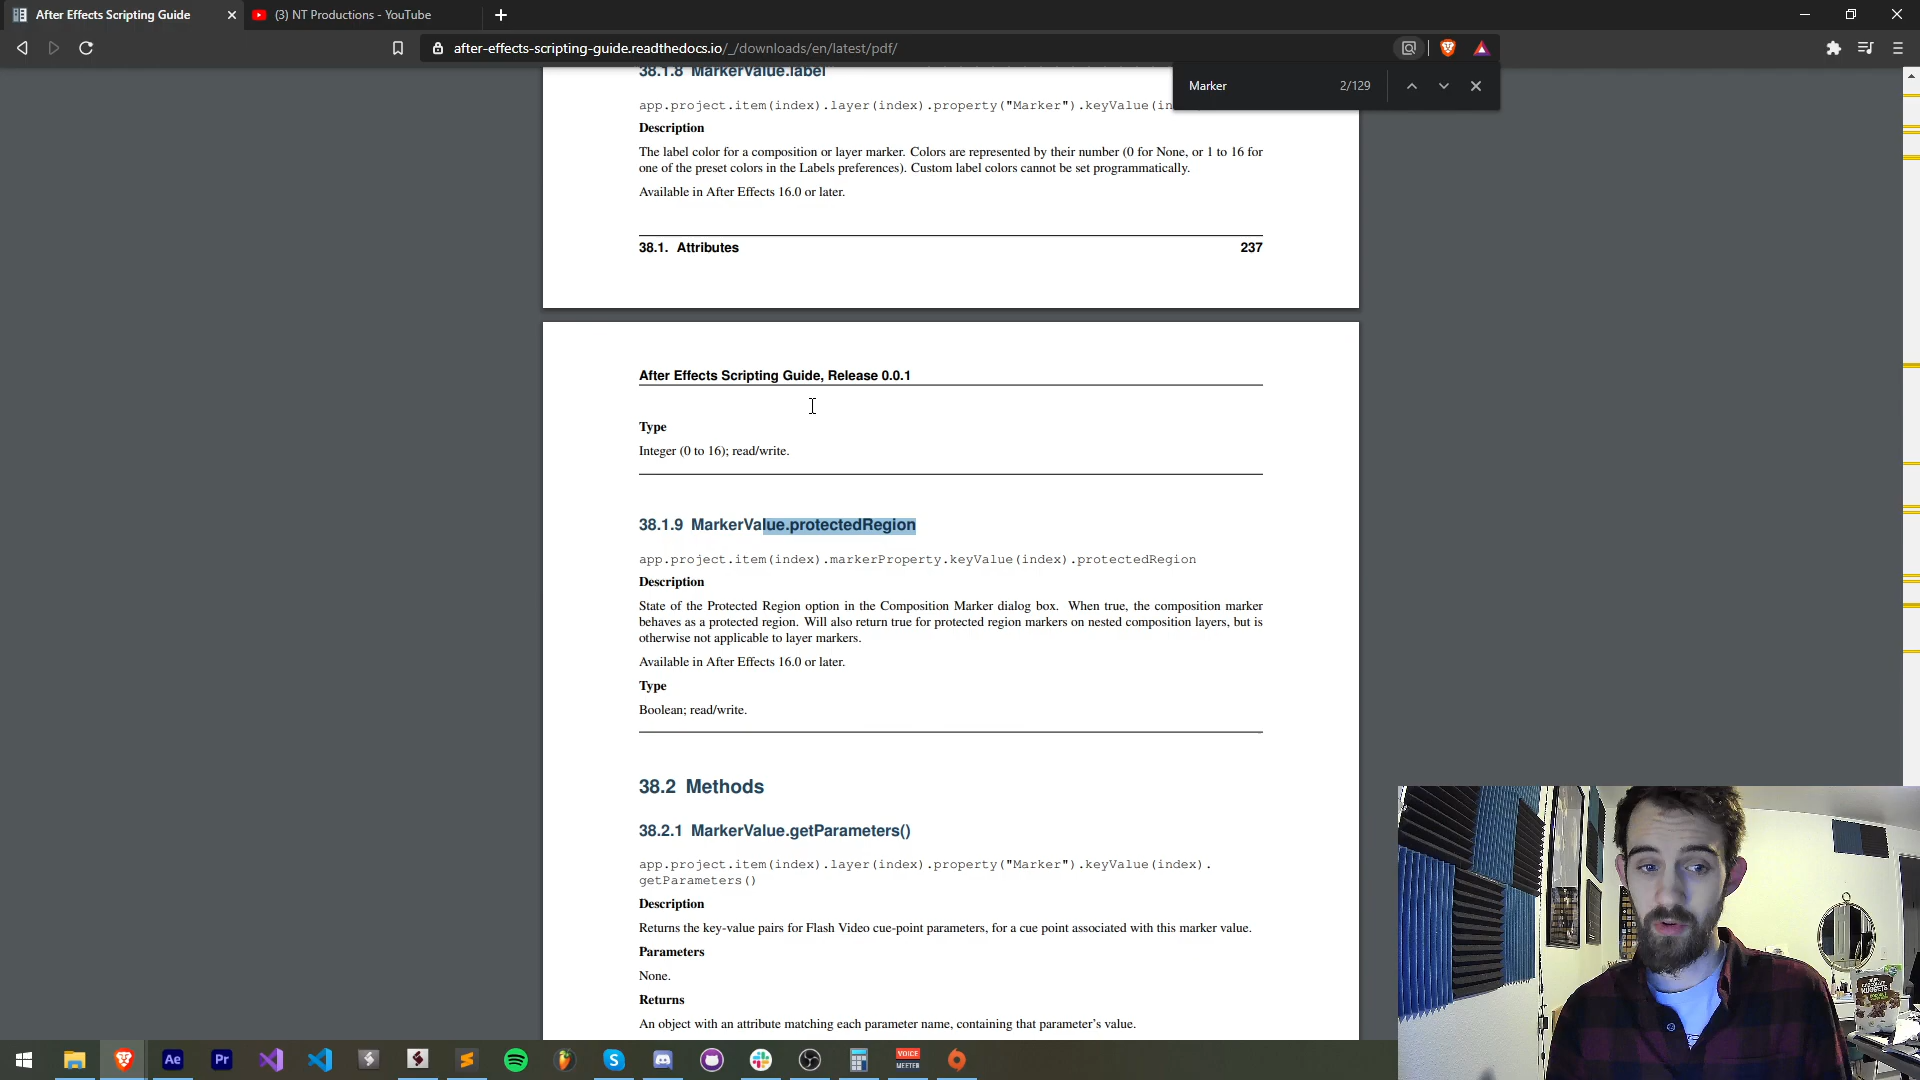 After Effects Scripting Guide
(3) NT Productions - YouTube
after-effects-scripting-guide.readthedocs.io/_/downloads/en/latest/pdf/
Marker 2/129
38.1.8 MarkerValue.label
app.project.item(index).layer(index).property("Marker").keyValue(in
Description
The label color for a composition or layer marker. Colors are represented by their number (0 for None, or 1 to 16 for
one of the preset colors in the Labels preferences). Custom label colors cannot be set programmatically.
Available in After Effects 16.0 or later.
38.1. Attributes 237
After Effects Scripting Guide, Release 0.0.1
Type
Integer (0 to 16); read/write.
38.1.9 MarkerValue.protectedRegion
app.project.item(index).markerProperty.keyValue(index).protectedRegion
Description
State of the Protected Region option in the Composition Marker dialog box. When true, the composition marker
behaves as a protected region. Will also return true for protected region markers on nested composition layers, but is
otherwise not applicable to layer markers.
Available in After Effects 16.0 or later.
Type
Boolean; read/write.
38.2 Methods
38.2.1 MarkerValue.getParameters()
app.project.item(index).layer(index).property("Marker").keyValue(index).
getParameters()
Description
Returns the key-value pairs for Flash Video cue-point parameters, for a cue point associated with this marker value.
Parameters
None.
Returns
An object with an attribute matching each parameter name, containing that parameter's value.
Ae
Pr
VOICE
MEETER